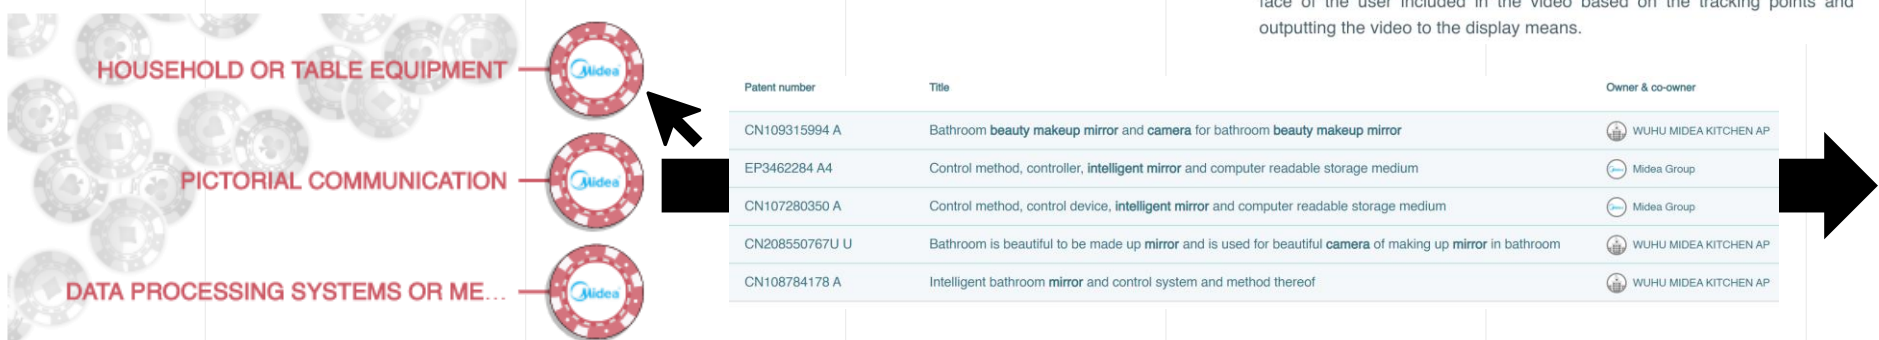 face of the user included in the video based on the tracking points and
outputting the video to the display means.
HOUSEHOLD OR TABLE EQUIPMENT
Midea
PICTORIAL COMMUNICATION
Midea
DATA PROCESSING SYSTEMS OR ME...
Midea
Patent number Title Owner & co-owner
CN109315994 A Bathroom beauty makeup mirror and camera for bathroom beauty makeup mirror WUHU MIDEA KITCHEN AP
EP3462284 A4 Control method, controller, intelligent mirror and computer readable storage medium Midea Group
CN107280350 A Control method, control device, intelligent mirror and computer readable storage medium Midea Group
CN208550767U U Bathroom is beautiful to be made up mirror and is used for beautiful camera of making up mirror in bathroom WUHU MIDEA KITCHEN AP
CN108784178 A Intelligent bathroom mirror and control system and method thereof WUHU MIDEA KITCHEN AP